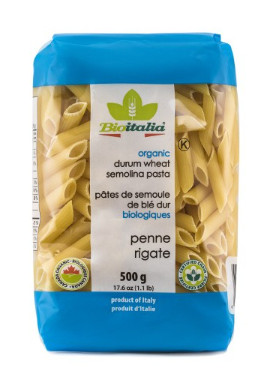 Bioitalia
organic
durum wheat
semolina pasta
K
pâtes de semoule
de blé dur
biologiques
penne
rigate
500 g
17.6 oz (1.1 lb)
product of Italy
produit d'Italie